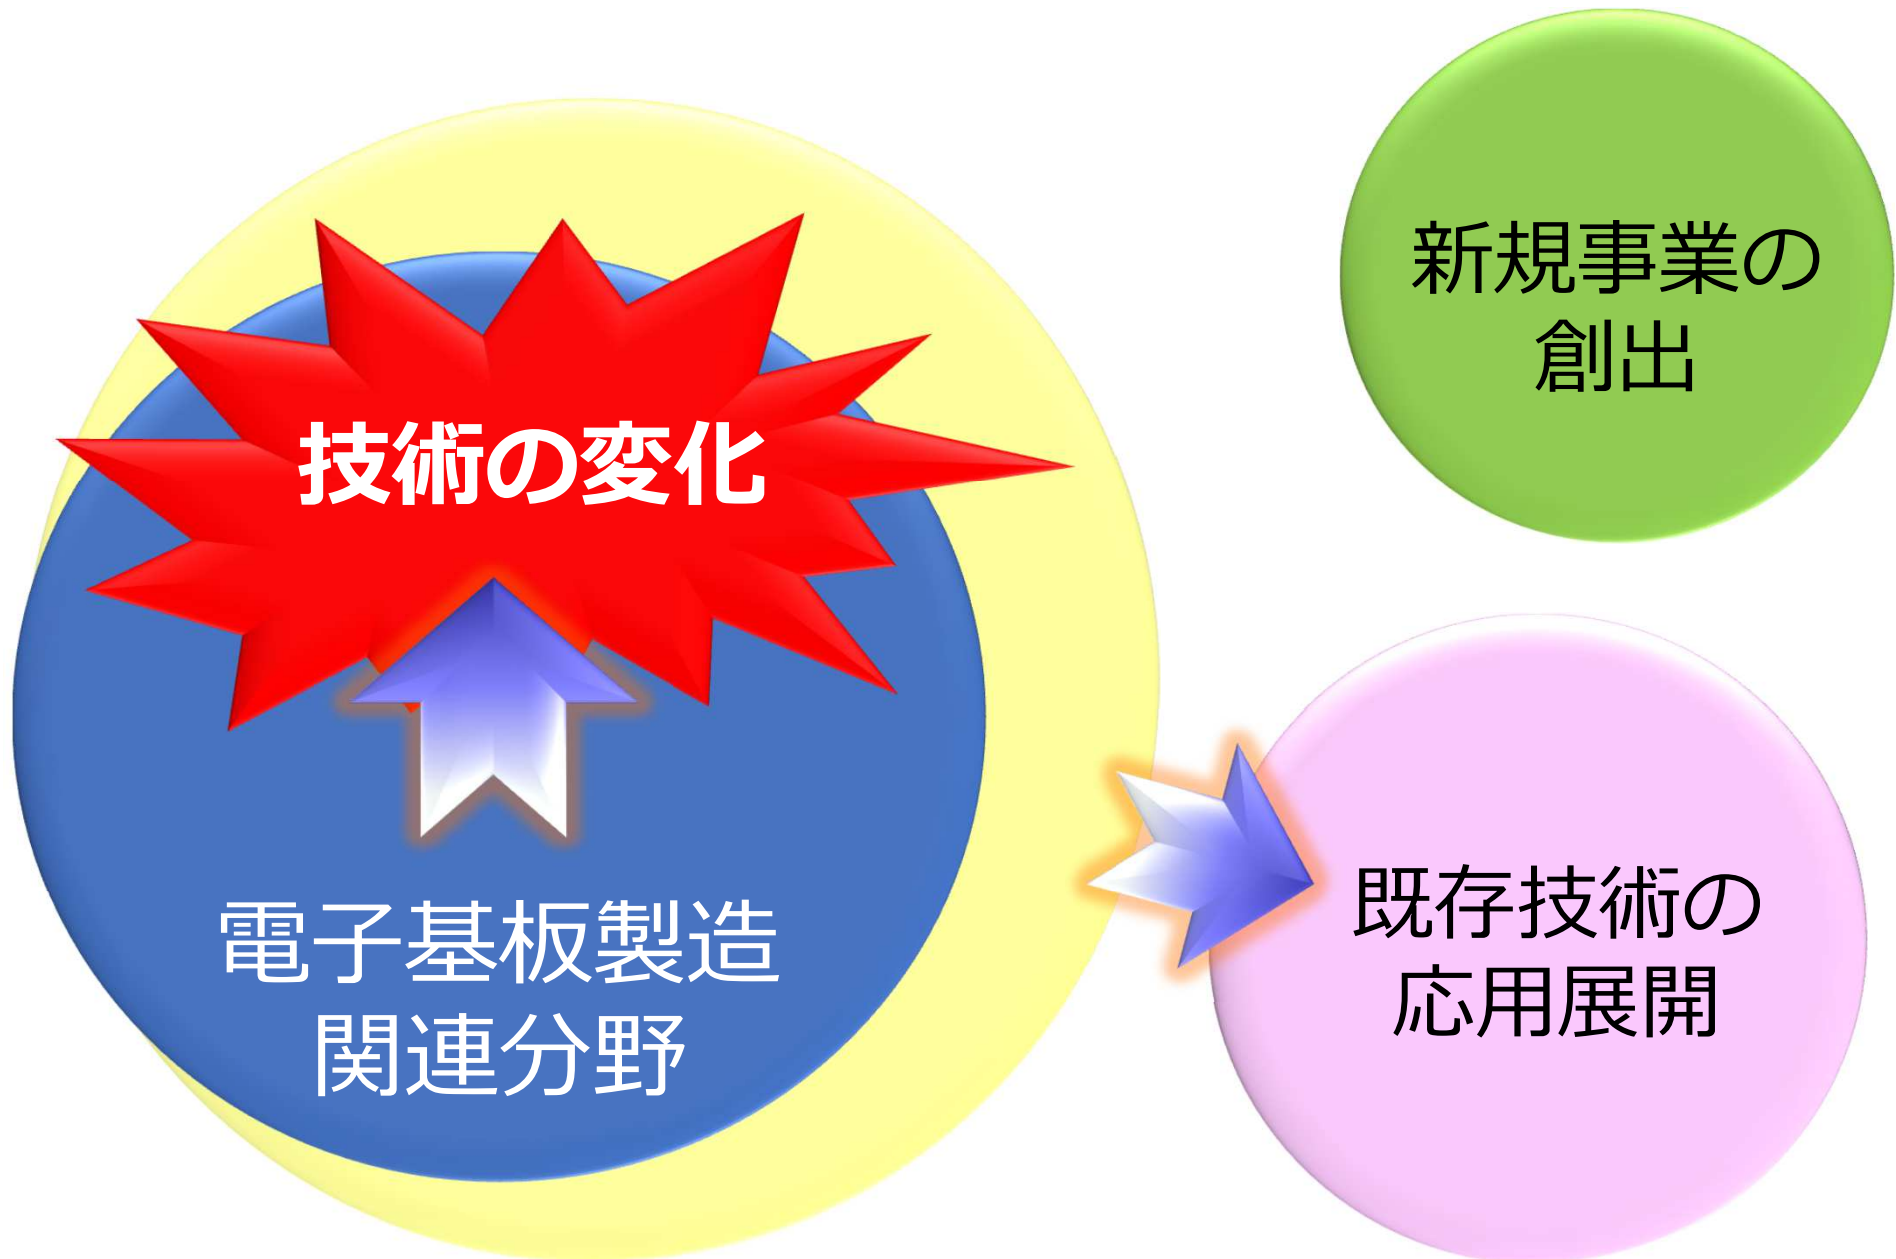 技術の変化
電子基板製造
関連分野
新規事業の
創出
既存技術の
応用展開